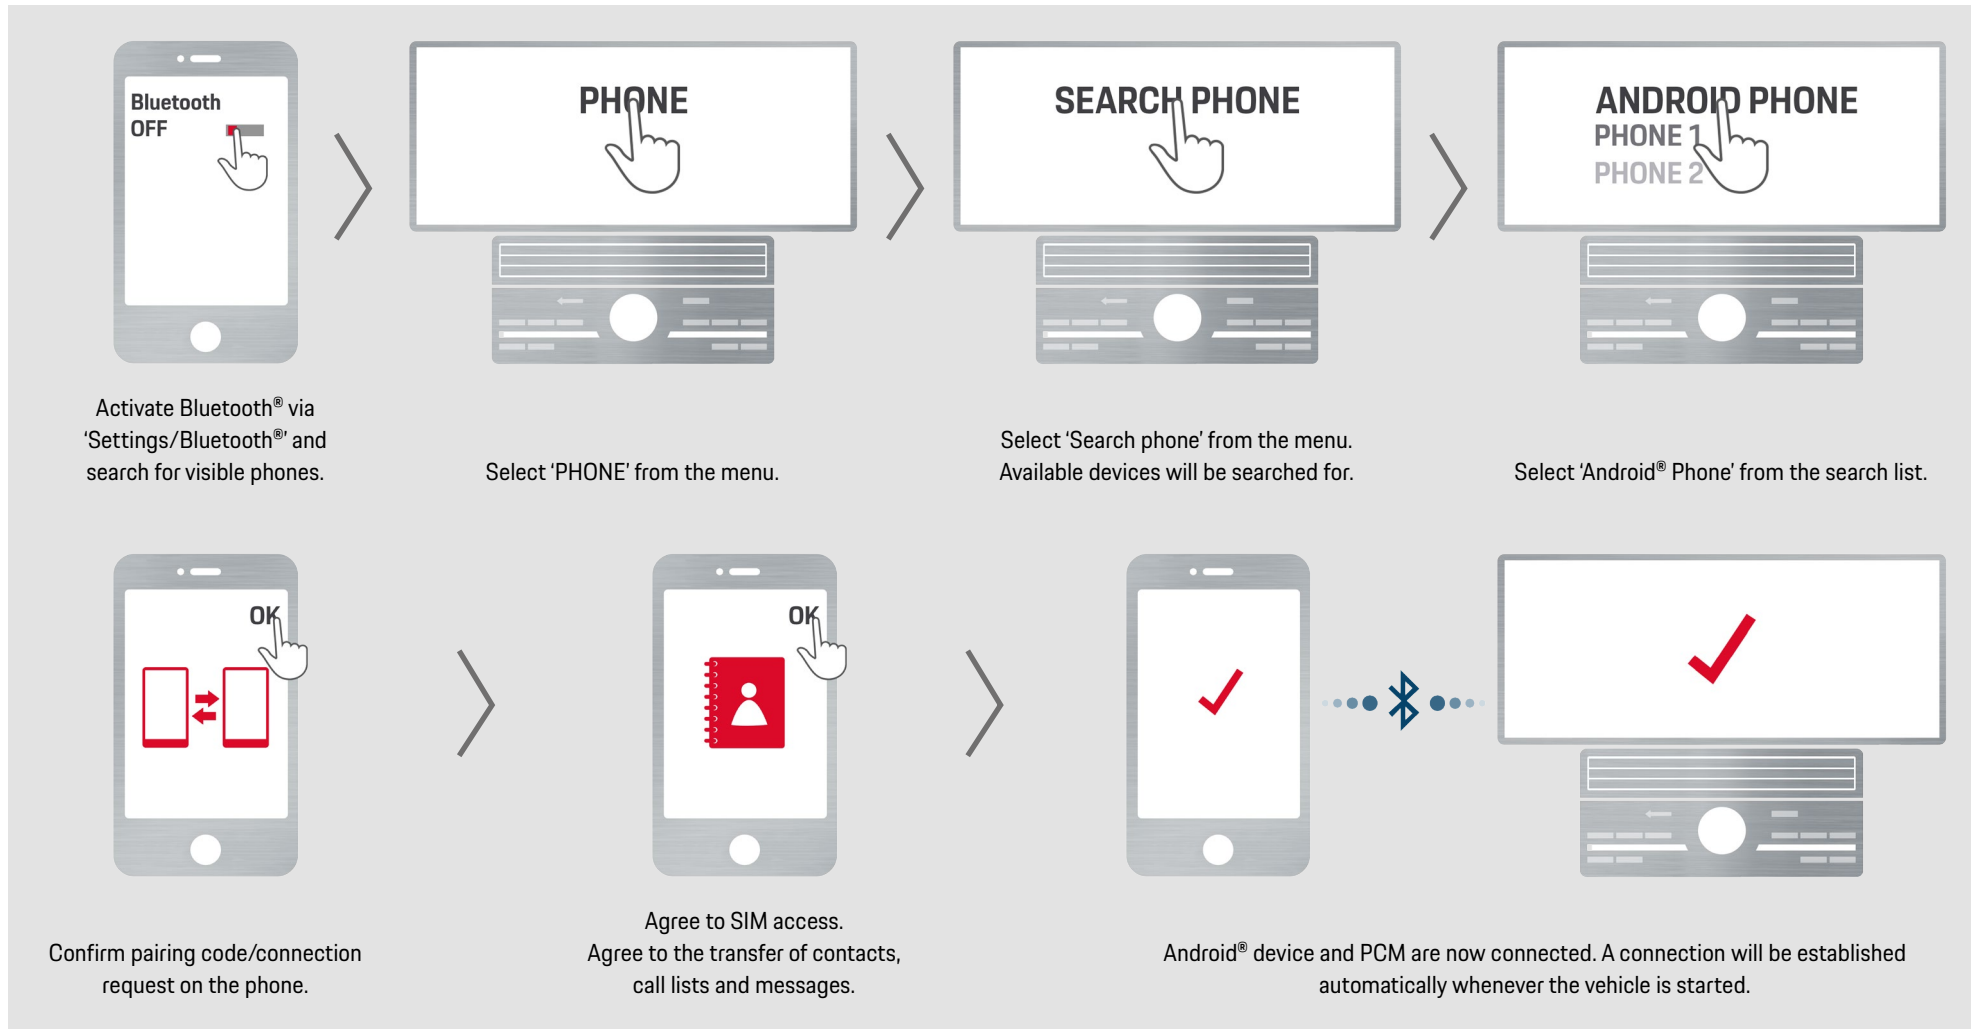 Bluetooth
OFF
PHONE
SEARCH PHONE
ANDROID PHONE
PHONE 1
PHONE 2
Activate Bluetooth® via
‘Settings/Bluetooth®’ and
search for visible phones.
Select ‘PHONE’ from the menu.
Select ‘Search phone’ from the menu.
Available devices will be searched for.
Select ‘Android® Phone’ from the search list.
OK
OK
Confirm pairing code/connection
request on the phone.
Agree to SIM access.
Agree to the transfer of contacts,
call lists and messages.
Android® device and PCM are now connected. A connection will be established
automatically whenever the vehicle is started.